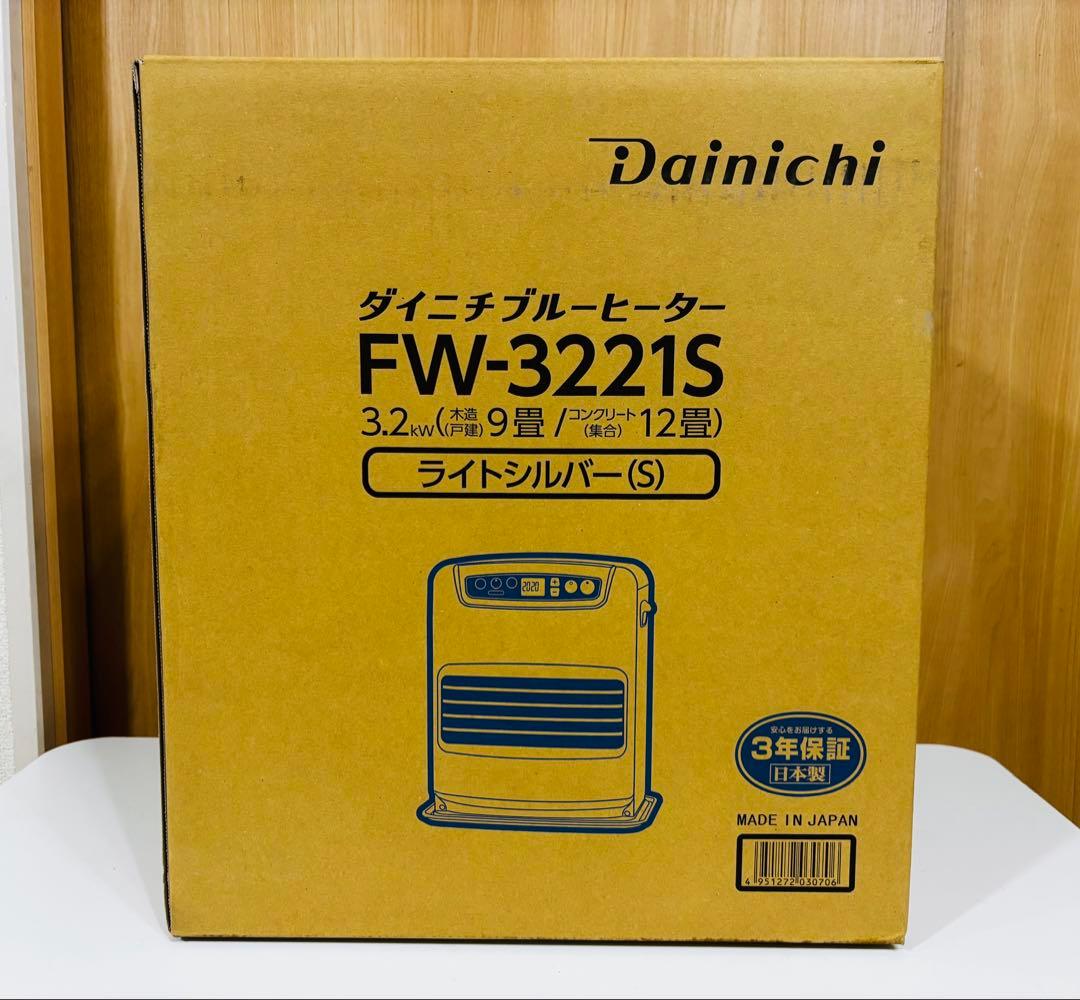 Dainichi
ダイニチブルーヒーター
FW-3221S
3.2kW(木造(戸建)9畳/コンクリート(集合)12畳)
ライトシルバー(S)
2020
安心をお届けする
3年保証
日本製
MADE IN JAPAN
4 951272 030706